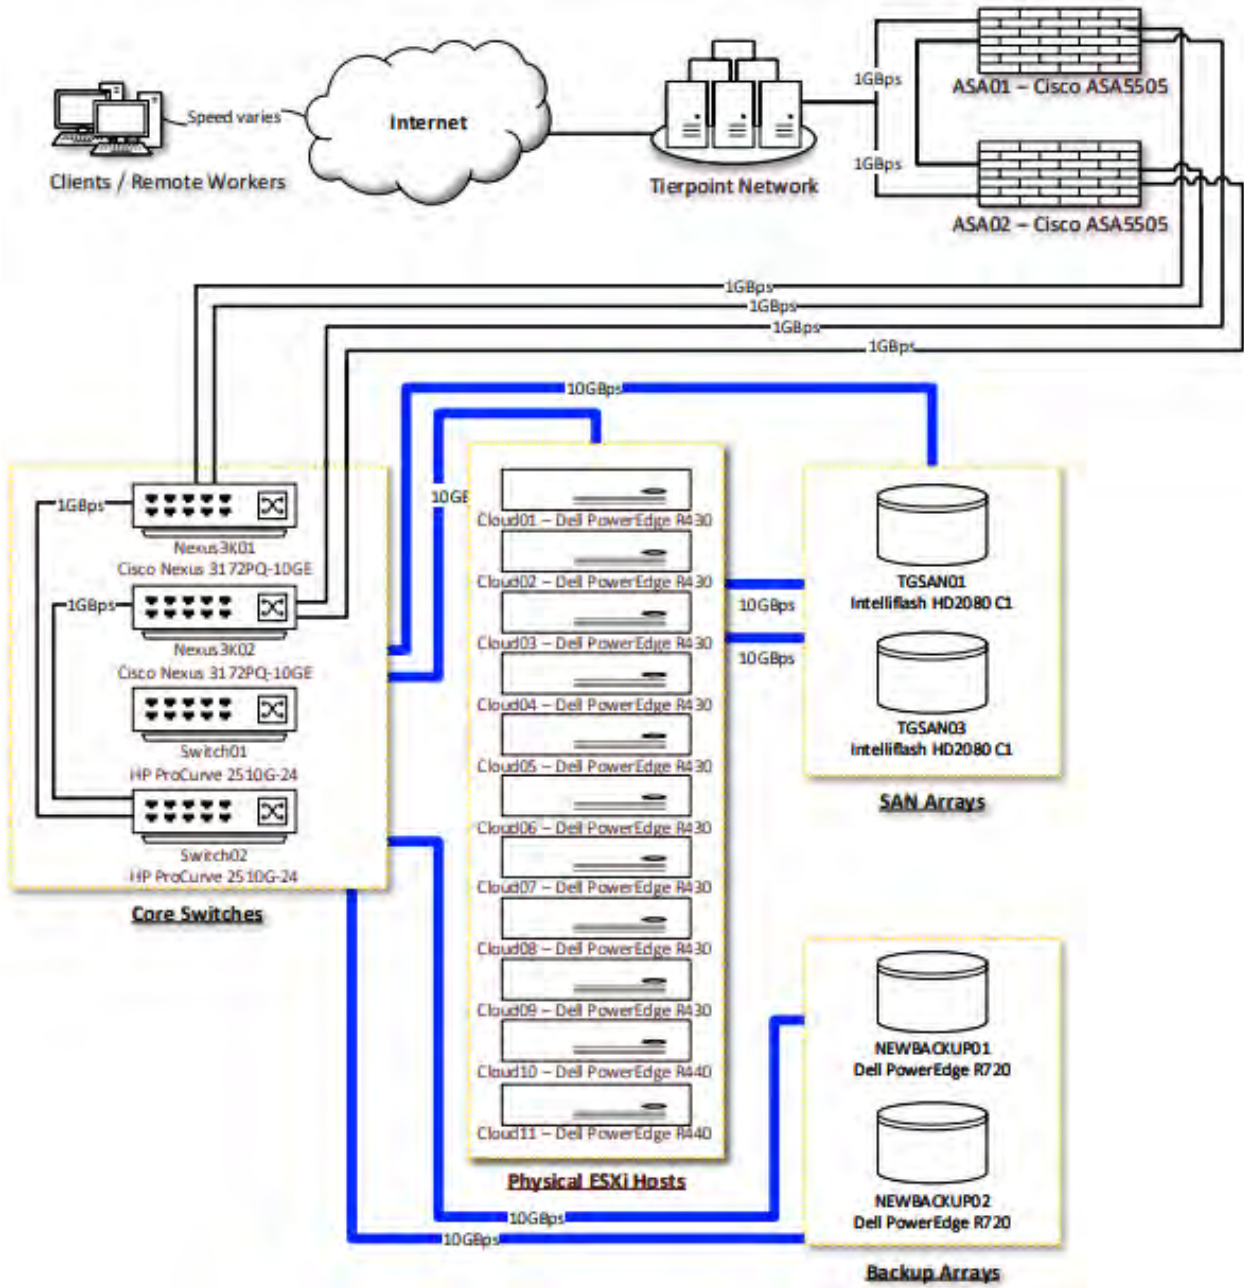 Clients / Remote Workers
Speed varies
Internet
Tierpoint Network
1GBps
1GBps
ASA01 – Cisco ASA5505
ASA02 – Cisco ASA5505
1GBps
1GBps
1GBps
1GBps
10GBps
10GB
1GBps
Nexus3K01
Cisco Nexus 3172PQ-10GE
1GBps
Nexus3K02
Cisco Nexus 3172PQ-10GE
Switch01
HP ProCurve 2510G-24
Switch02
HP ProCurve 2510G-24
Core Switches
Cloud01 – Dell PowerEdge R430
Cloud02 – Dell PowerEdge R430
Cloud03 – Dell PowerEdge R430
Cloud04 – Dell PowerEdge R430
Cloud05 – Dell PowerEdge R430
Cloud06 – Dell PowerEdge R430
Cloud07 – Dell PowerEdge R430
Cloud08 – Dell PowerEdge R430
Cloud09 – Dell PowerEdge R430
Cloud10 – Dell PowerEdge R440
Cloud11 – Dell PowerEdge R440
Physical ESXi Hosts
10GBps
10GBps
TGSAN01
Intelliflash HD2080 C1
TGSAN03
Intelliflash HD2080 C1
SAN Arrays
NEWBACKUP01
Dell PowerEdge R720
NEWBACKUP02
Dell PowerEdge R720
Backup Arrays
10GBps
10GBps